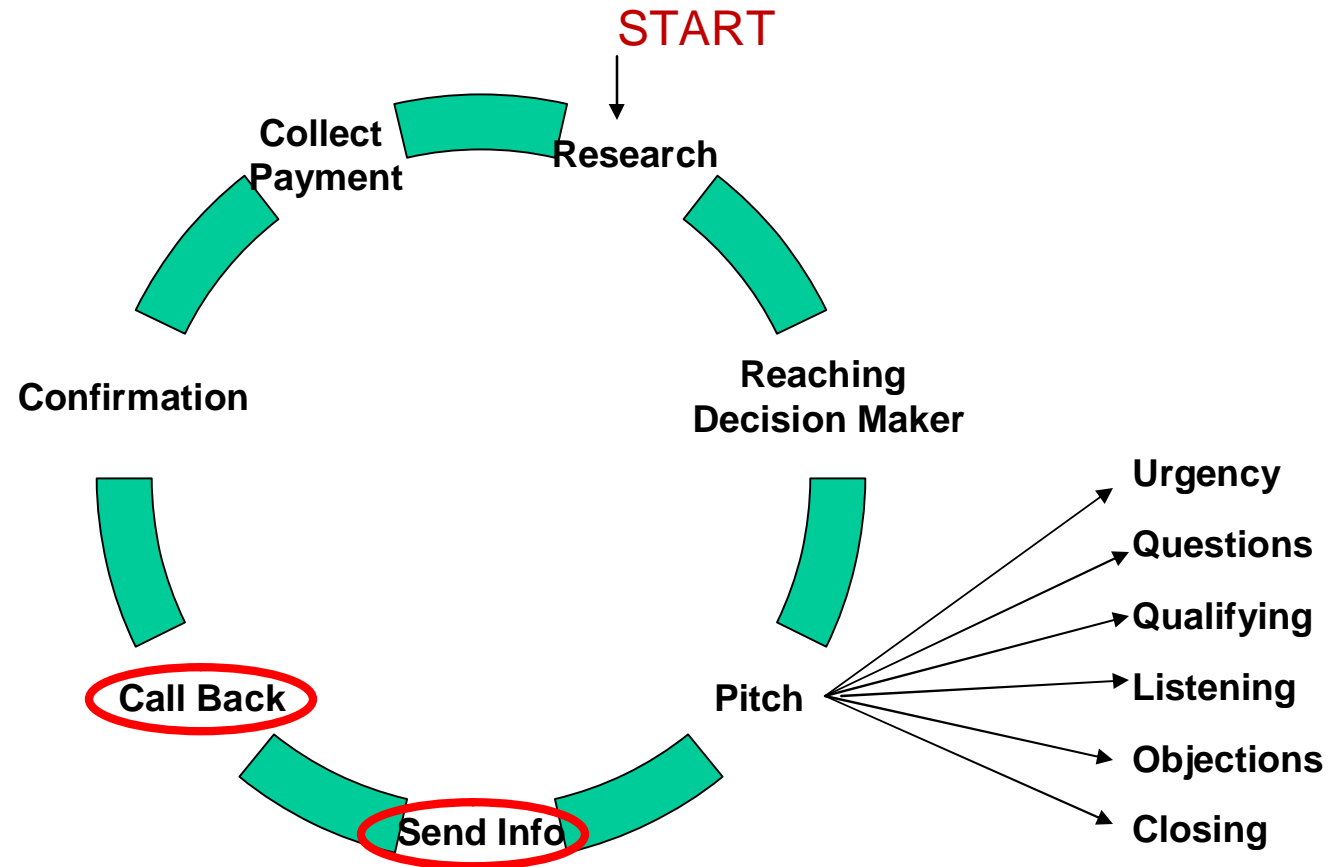 START
Research
Reaching
Decision Maker
Pitch
Urgency
Questions
Qualifying
Listening
Objections
Closing
Send Info
Call Back
Confirmation
Collect
Payment